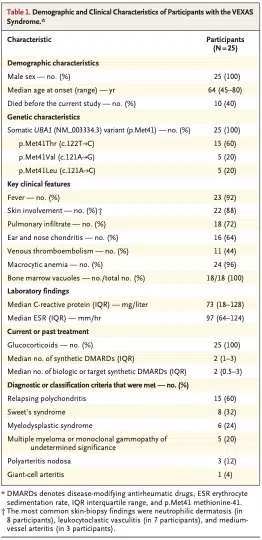 Table 1. Demographic and Clinical Characteristics of Participants with the VEXAS
Syndrome.*
Characteristic Participants
(N=25)
Demographic characteristics
Male sex — no. (%) 25 (100)
Median age at onset (range) — yr 64 (45–80)
Died before the current study — no. (%) 10 (40)
Genetic characteristics
Somatic UBA1 (NM_003334.3) variant (p.Met41) — no. (%) 25 (100)
p.Met41Thr (c.122T→C) 15 (60)
p.Met41Val (c.121A→G) 5 (20)
p.Met41Leu (c.121A→C) 5 (20)
Key clinical features
Fever — no. (%) 23 (92)
Skin involvement — no. (%)† 22 (88)
Pulmonary infiltrate — no. (%) 18 (72)
Ear and nose chondritis — no. (%) 16 (64)
Venous thromboembolism — no. (%) 11 (44)
Macrocytic anemia — no. (%) 24 (96)
Bone marrow vacuoles — no./total no. (%) 18/18 (100)
Laboratory findings
Median C-reactive protein (IQR) — mg/liter 73 (18–128)
Median ESR (IQR) — mm/hr 97 (64–124)
Current or past treatment
Glucocorticoids — no. (%) 25 (100)
Median no. of synthetic DMARDs (IQR) 2 (1–3)
Median no. of biologic or target synthetic DMARDs (IQR) 2 (0.5–3)
Diagnostic or classification criteria that were met — no. (%)
Relapsing polychondritis 15 (60)
Sweet's syndrome 8 (32)
Myelodysplastic syndrome 6 (24)
Multiple myeloma or monoclonal gammopathy of 5 (20)
undetermined significance
Polyarteritis nodosa 3 (12)
Giant-cell arteritis 1 (4)
* DMARDs denotes disease-modifying antirheumatic drugs, ESR erythrocyte
sedimentation rate, IQR interquartile range, and p.Met41 methionine-41.
† The most common skin-biopsy findings were neutrophilic dermatosis (in
8 participants), leukocytoclastic vasculitis (in 7 participants), and medium-
vessel arteritis (in 3 participants).